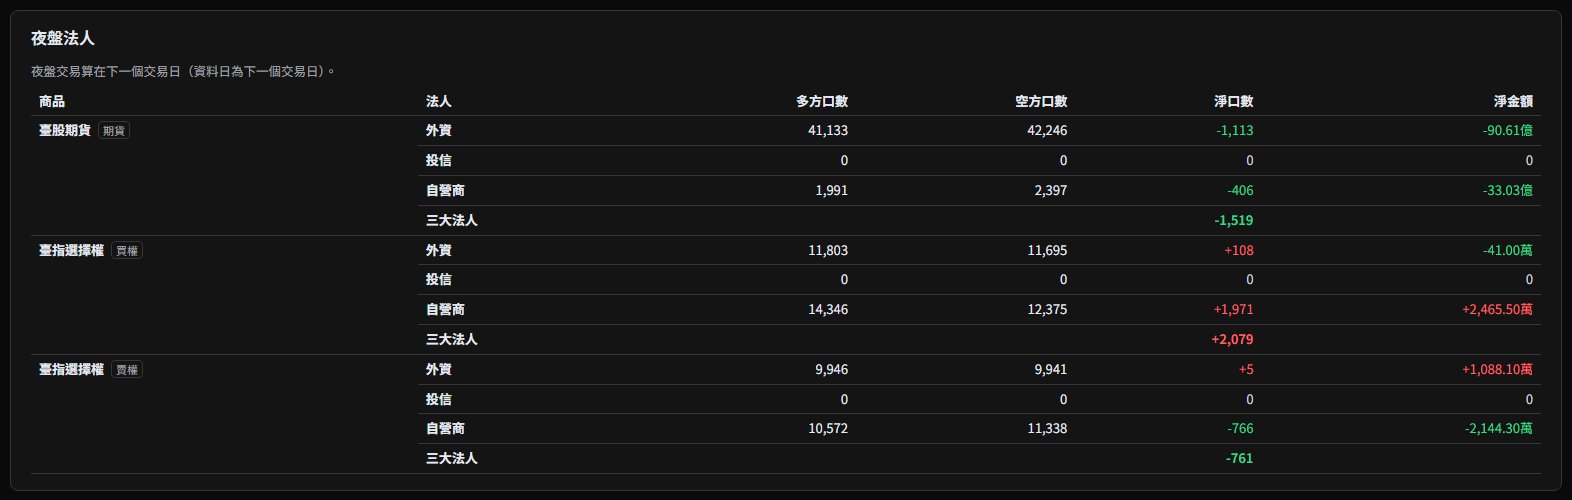 夜盤法人
夜盤交易算在下一個交易日（資料日為下一個交易日）。
商品 法人 多方口數 空方口數 淨口數 淨金額
臺股期貨 期貨 外資 41,133 42,246 -1,113 -90.61億
投信 0 0 0 0
自營商 1,991 2,397 -406 -33.03億
三大法人 -1,519
臺指選擇權 買權 外資 11,803 11,695 +108 -41.00萬
投信 0 0 0 0
自營商 14,346 12,375 +1,971 +2,465.50萬
三大法人 +2,079
臺指選擇權 賣權 外資 9,946 9,941 +5 +1,088.10萬
投信 0 0 0 0
自營商 10,572 11,338 -766 -2,144.30萬
三大法人 -761